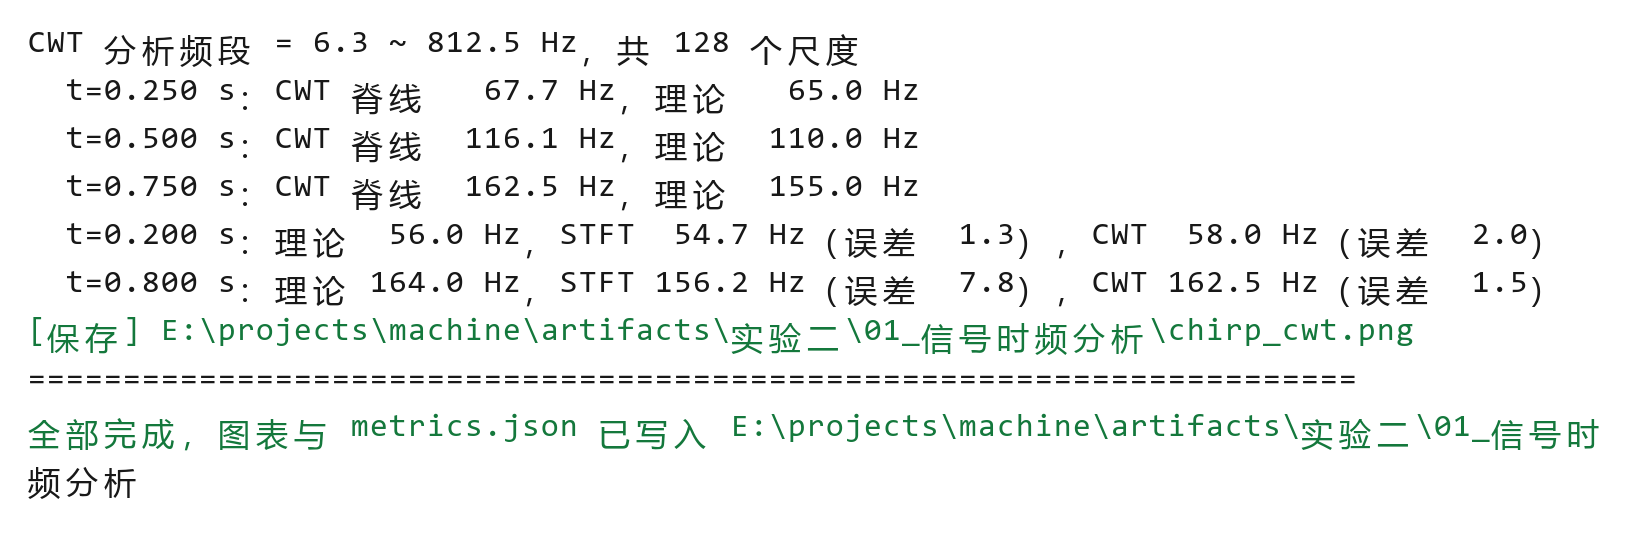 CWT 分析频段 = 6.3 ~ 812.5 Hz，共 128 个尺度
  t=0.250 s：CWT 脊线   67.7 Hz，理论   65.0 Hz
  t=0.500 s：CWT 脊线  116.1 Hz，理论  110.0 Hz
  t=0.750 s：CWT 脊线  162.5 Hz，理论  155.0 Hz
  t=0.200 s：理论  56.0 Hz，STFT  54.7 Hz（误差  1.3），CWT  58.0 Hz（误差  2.0）
  t=0.800 s：理论 164.0 Hz，STFT 156.2 Hz（误差  7.8），CWT 162.5 Hz（误差  1.5）
[保存] E:\projects\machine\artifacts\实验二\01_信号时频分析\chirp_cwt.png
======================================================================
全部完成，图表与 metrics.json 已写入 E:\projects\machine\artifacts\实验二\01_信号时
频分析